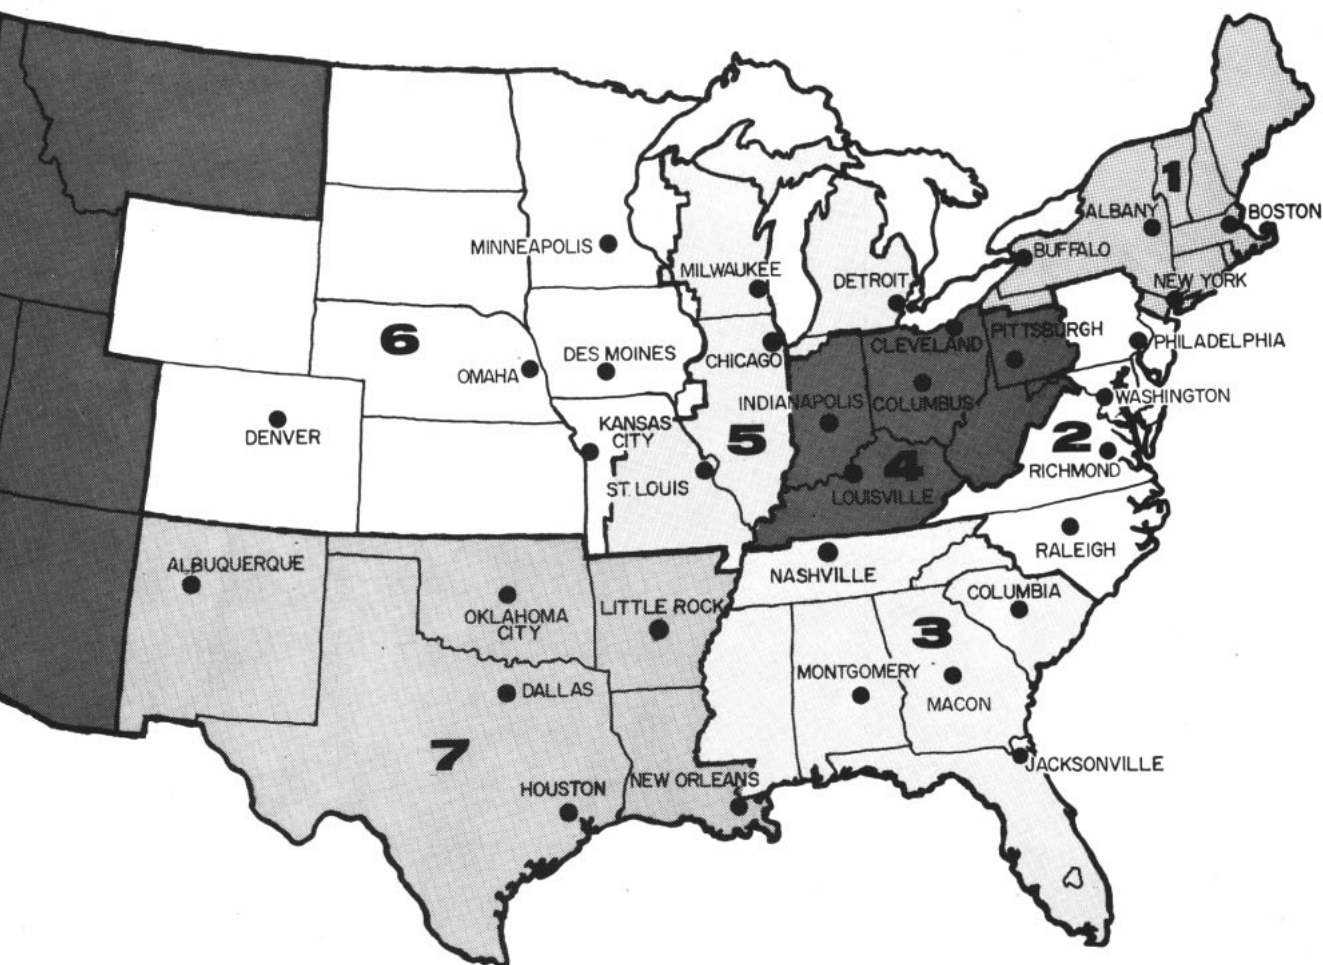 1
ALBANY
BOSTON
BUFFALO
NEW YORK
MINNEAPOLIS
MILWAUKEE
DETROIT
6
DES MOINES
CHICAGO
CLEVELAND
PITTSBURGH
PHILADELPHIA
OMAHA
INDIANAPOLIS
COLUMBUS
WASHINGTON
DENVER
KANSAS
CITY
5
2
ST. LOUIS
4
LOUISVILLE
RICHMOND
ALBUQUERQUE
NASHVILLE
RALEIGH
OKLAHOMA
CITY
LITTLE ROCK
COLUMBIA
3
DALLAS
MONTGOMERY
MACON
7
HOUSTON
NEW ORLEANS
JACKSONVILLE